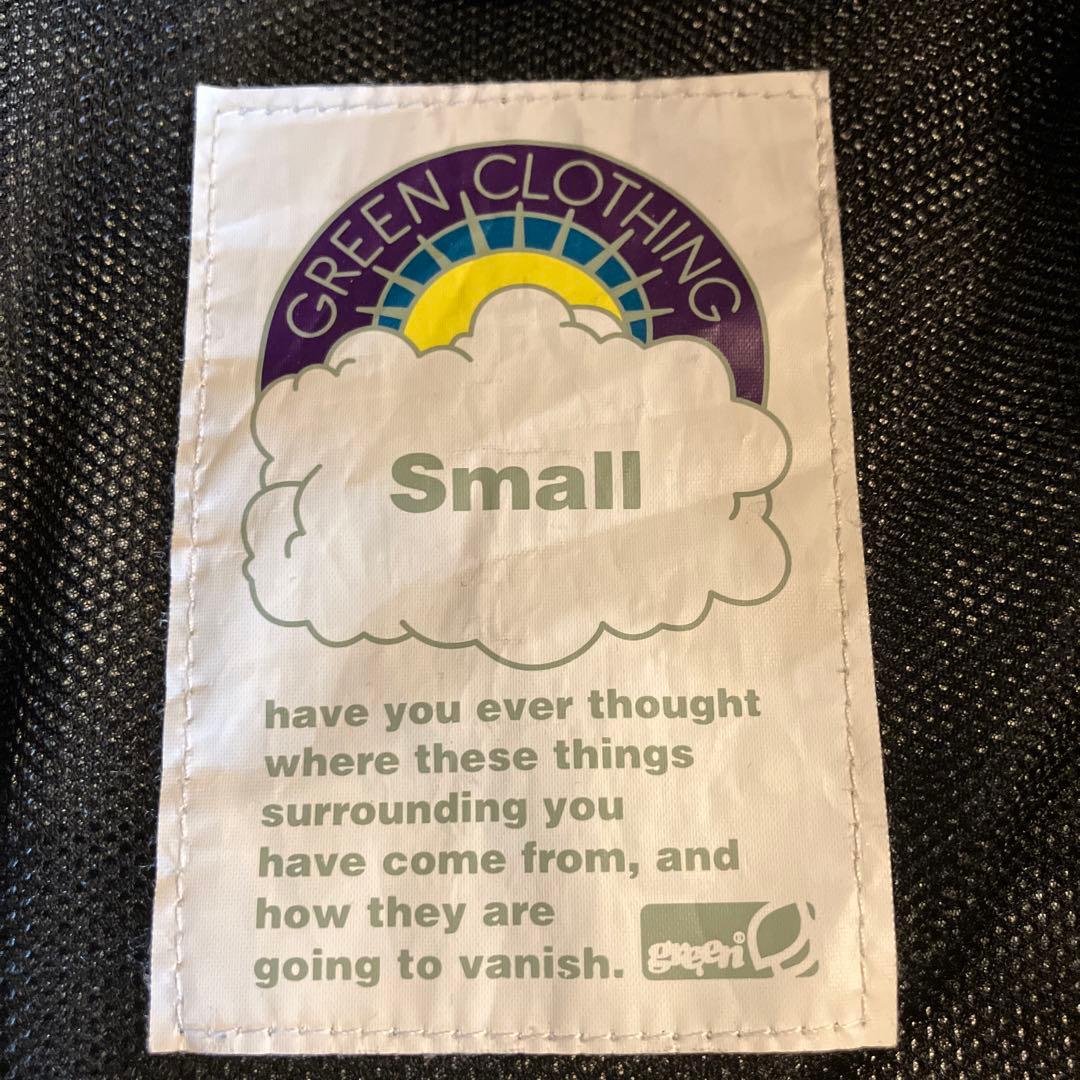 GREEN CLOTHING
Small
have you ever thought
where these things
surrounding you
have come from, and
how they are
going to vanish.
green®